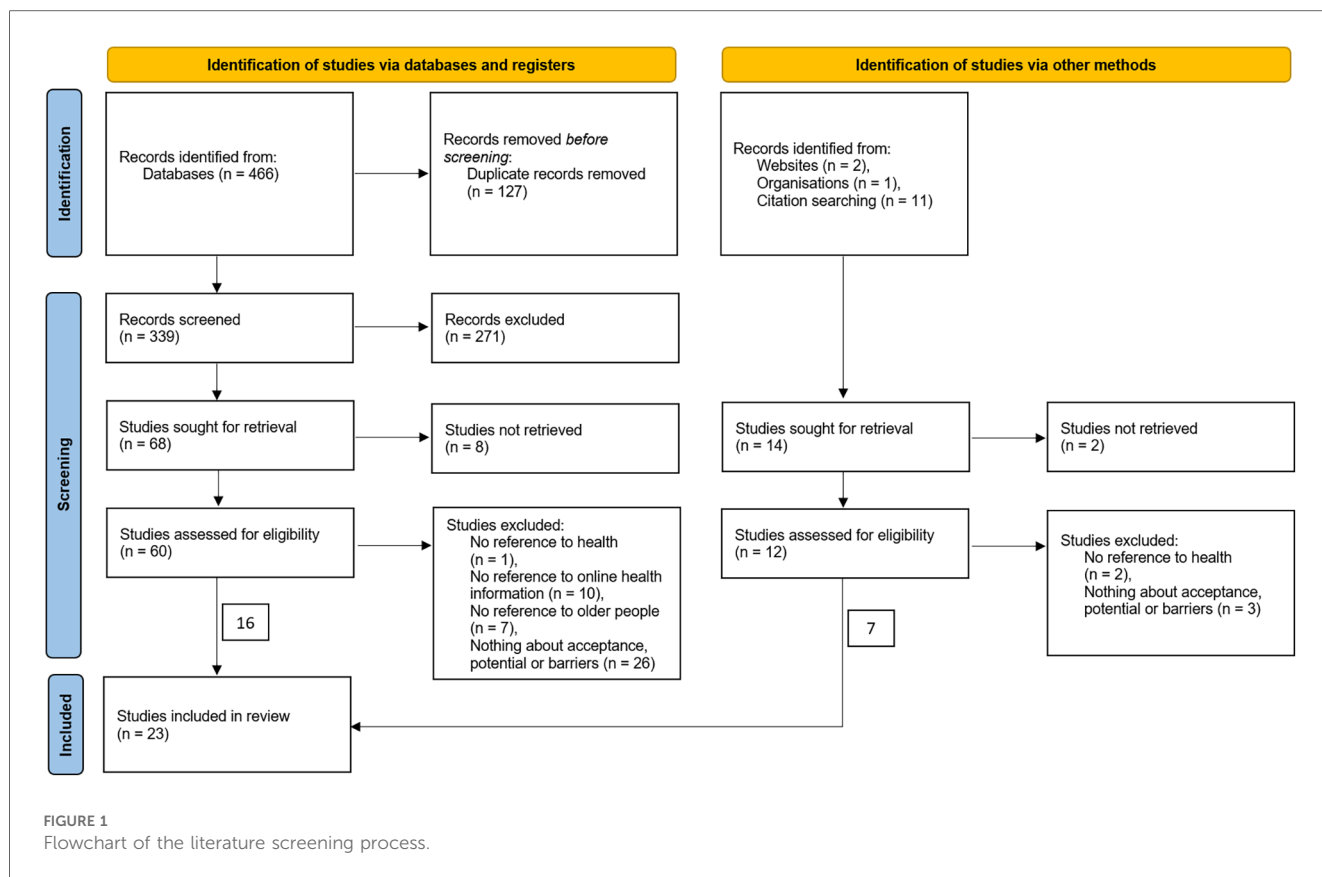 Identification of studies via databases and registers
Identification of studies via other methods
Identification
Records identified from:
Databases (n = 466)
Records removed before
screening:
Duplicate records removed
(n = 127)
Records identified from:
Websites (n = 2),
Organisations (n = 1),
Citation searching (n = 11)
Screening
Records screened
(n = 339)
Records excluded
(n = 271)
Studies sought for retrieval
(n = 68)
Studies not retrieved
(n = 8)
Studies sought for retrieval
(n = 14)
Studies not retrieved
(n = 2)
Studies assessed for eligibility
(n = 60)
Studies excluded:
No reference to health
(n = 1),
No reference to online health
information (n = 10),
No reference to older people
(n = 7),
Nothing about acceptance,
potential or barriers (n = 26)
Studies assessed for eligibility
(n = 12)
Studies excluded:
No reference to health
(n = 2),
Nothing about acceptance,
potential or barriers (n = 3)
16
7
Included
Studies included in review
(n = 23)
FIGURE 1
Flowchart of the literature screening process.